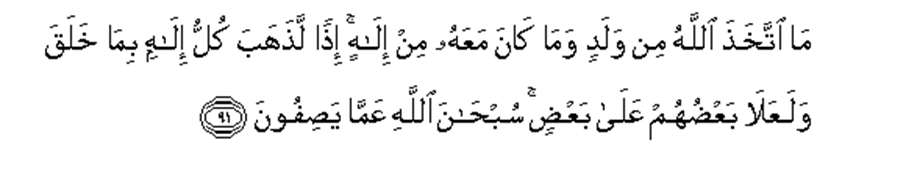 مَا ٱتَّخَذَ ٱللَّهُ مِن وَلَدٍ وَمَا كَانَ مَعَهُۥ مِنْ إِلَـٰهٍ ۚ إِذًا لَّذَهَبَ كُلُّ إِلَـٰهٍۭ بِمَا خَلَقَ
وَلَعَلَا بَعْضُهُمْ عَلَىٰ بَعْضٍ ۚ سُبْحَـٰنَ ٱللَّهِ عَمَّا يَصِفُونَ ٩١